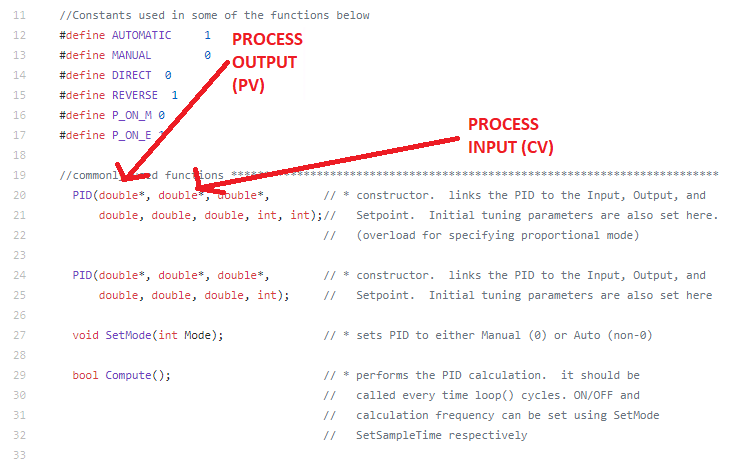 11 //Constants used in some of the functions below
12 #define AUTOMATIC 1
13 #define MANUAL 0
14 #define DIRECT 0
15 #define REVERSE 1
16 #define P_ON_M 0
17 #define P_ON_E
18
19 //commonly used functions **************************************************************************
20 PID(double*, double*, double*, // * constructor. links the PID to the Input, Output, and
21 double, double, double, int, int);// Setpoint. Initial tuning parameters are also set here.
22 // (overload for specifying proportional mode)
23
24 PID(double*, double*, double*, // * constructor. links the PID to the Input, Output, and
25 double, double, double, int); // Setpoint. Initial tuning parameters are also set here
26
27 void SetMode(int Mode); // * sets PID to either Manual (0) or Auto (non-0)
28
29 bool Compute(); // * performs the PID calculation. it should be
30 // called every time loop() cycles. ON/OFF and
31 // calculation frequency can be set using SetMode
32 // SetSampleTime respectively
33
PROCESS
OUTPUT
(PV)
PROCESS
INPUT (CV)